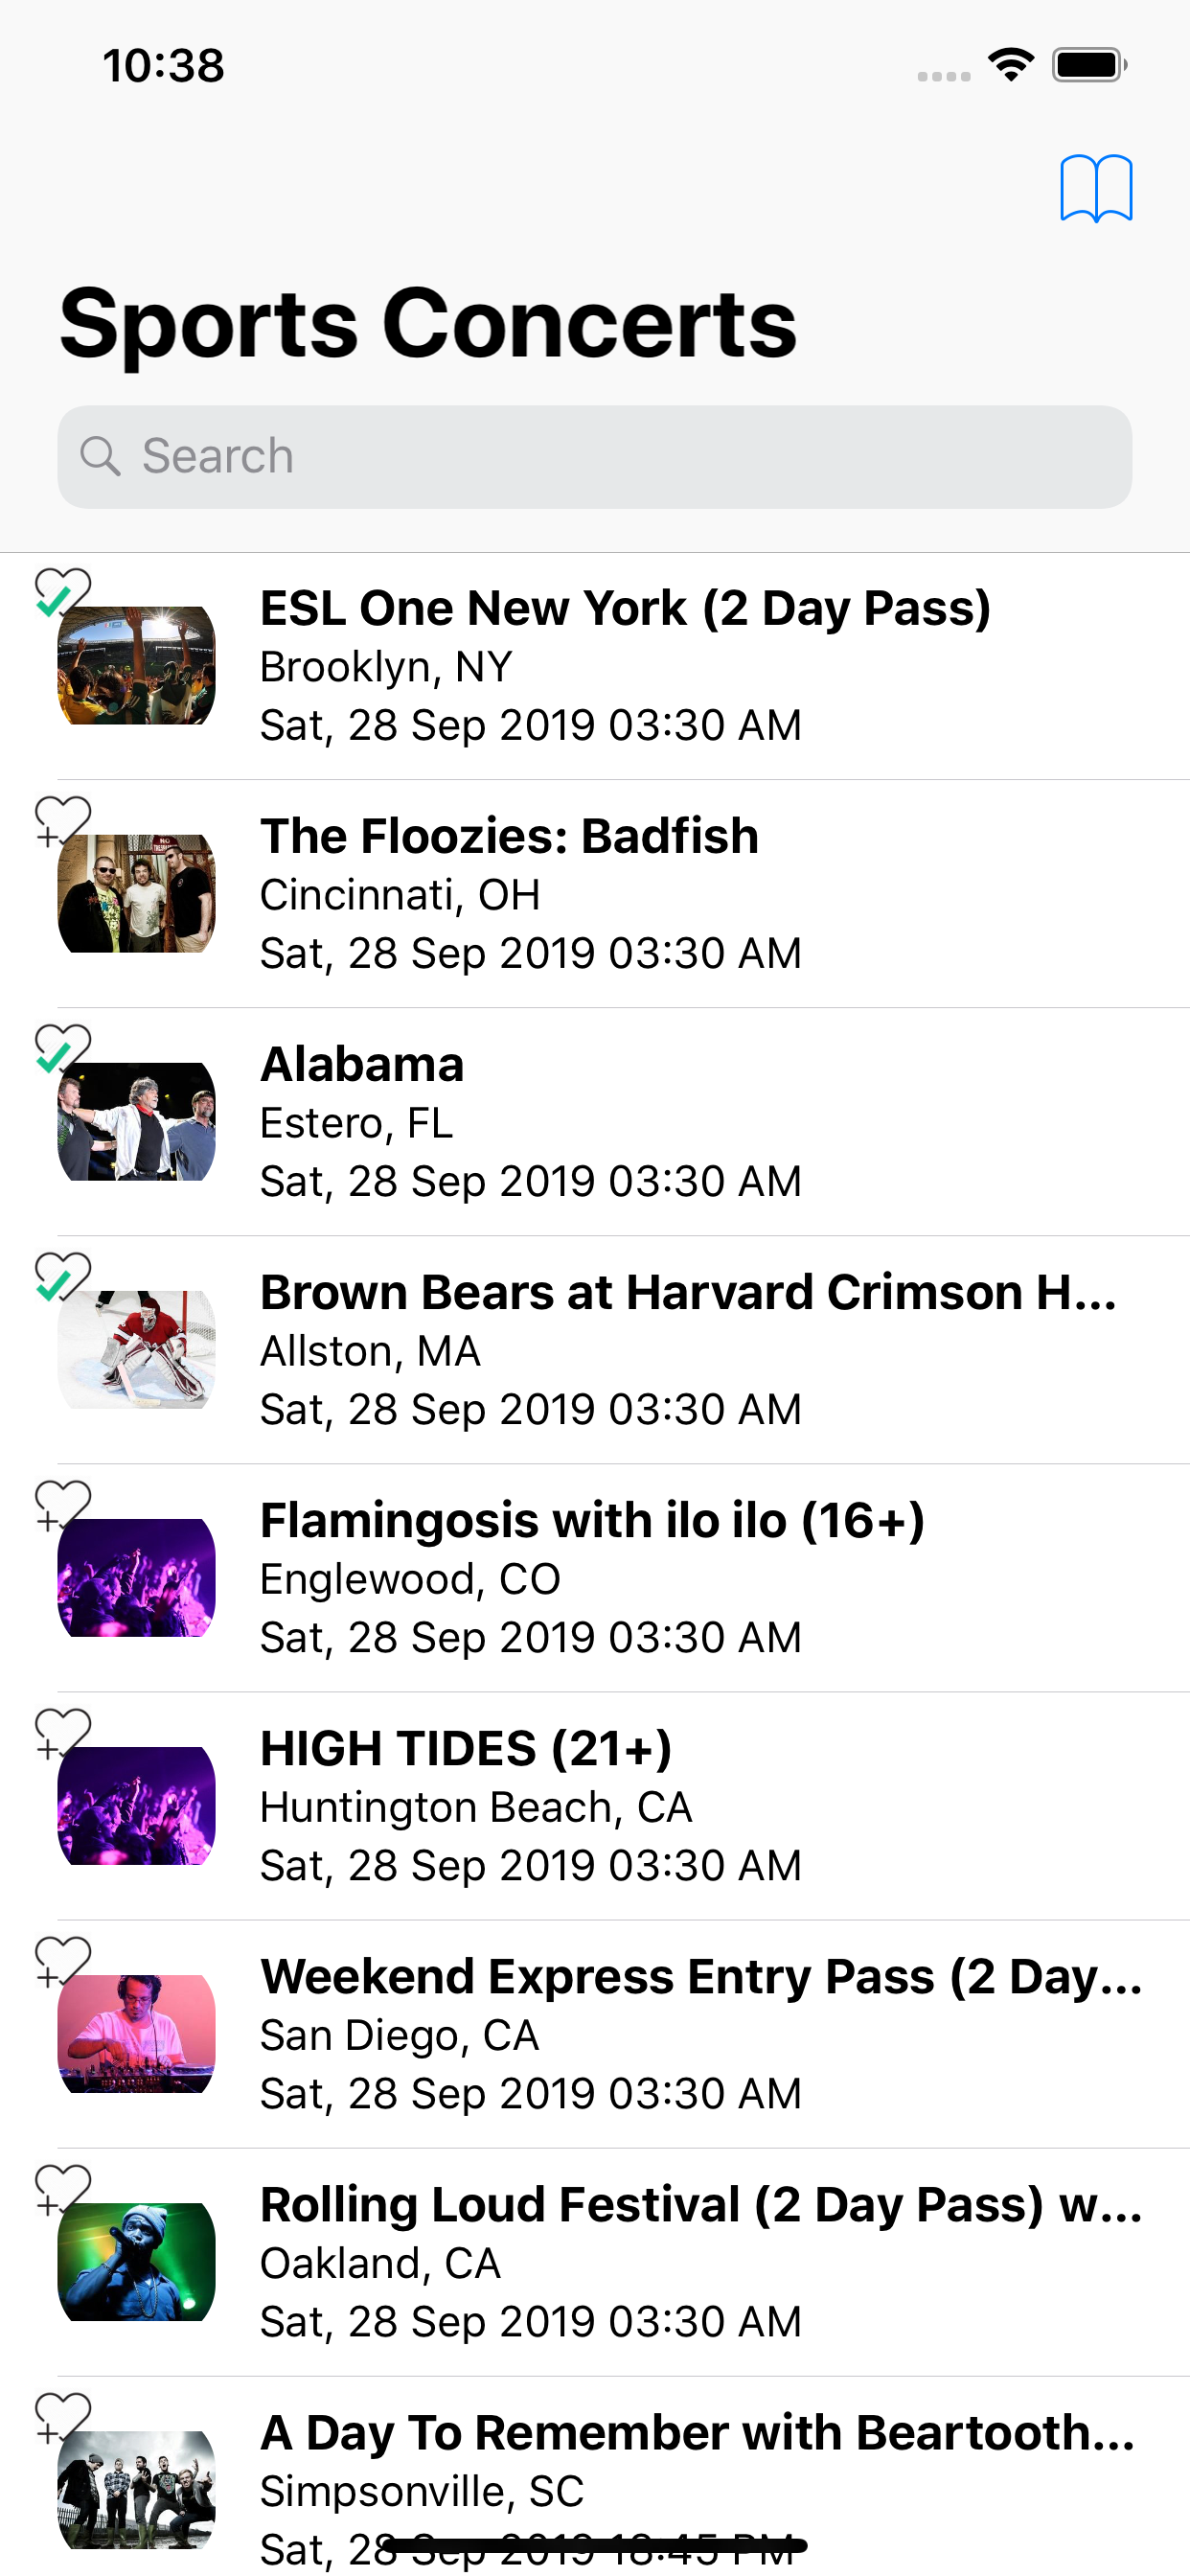 10:38
Sports Concerts
Search
ESL One New York (2 Day Pass)
Brooklyn, NY
Sat, 28 Sep 2019 03:30 AM
The Floozies: Badfish
Cincinnati, OH
Sat, 28 Sep 2019 03:30 AM
Alabama
Estero, FL
Sat, 28 Sep 2019 03:30 AM
Brown Bears at Harvard Crimson H...
Allston, MA
Sat, 28 Sep 2019 03:30 AM
Flamingosis with ilo ilo (16+)
Englewood, CO
Sat, 28 Sep 2019 03:30 AM
HIGH TIDES (21+)
Huntington Beach, CA
Sat, 28 Sep 2019 03:30 AM
Weekend Express Entry Pass (2 Day...
San Diego, CA
Sat, 28 Sep 2019 03:30 AM
Rolling Loud Festival (2 Day Pass) w...
Oakland, CA
Sat, 28 Sep 2019 03:30 AM
A Day To Remember with Beartooth...
Simpsonville, SC
Sat, 28 Sep 2019 18:45 PM